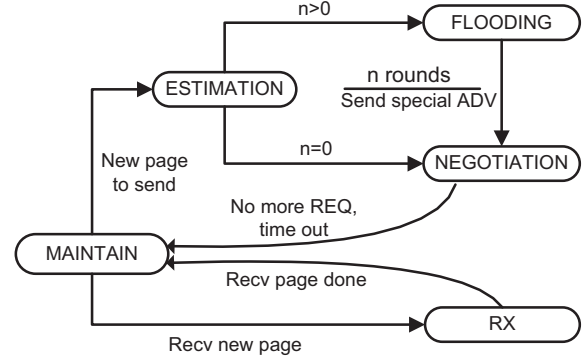 n>0
FLOODING
ESTIMATION
n rounds
Send special ADV
n=0
NEGOTIATION
New page
to send
No more REQ,
time out
MAINTAIN
Recv page done
RX
Recv new page